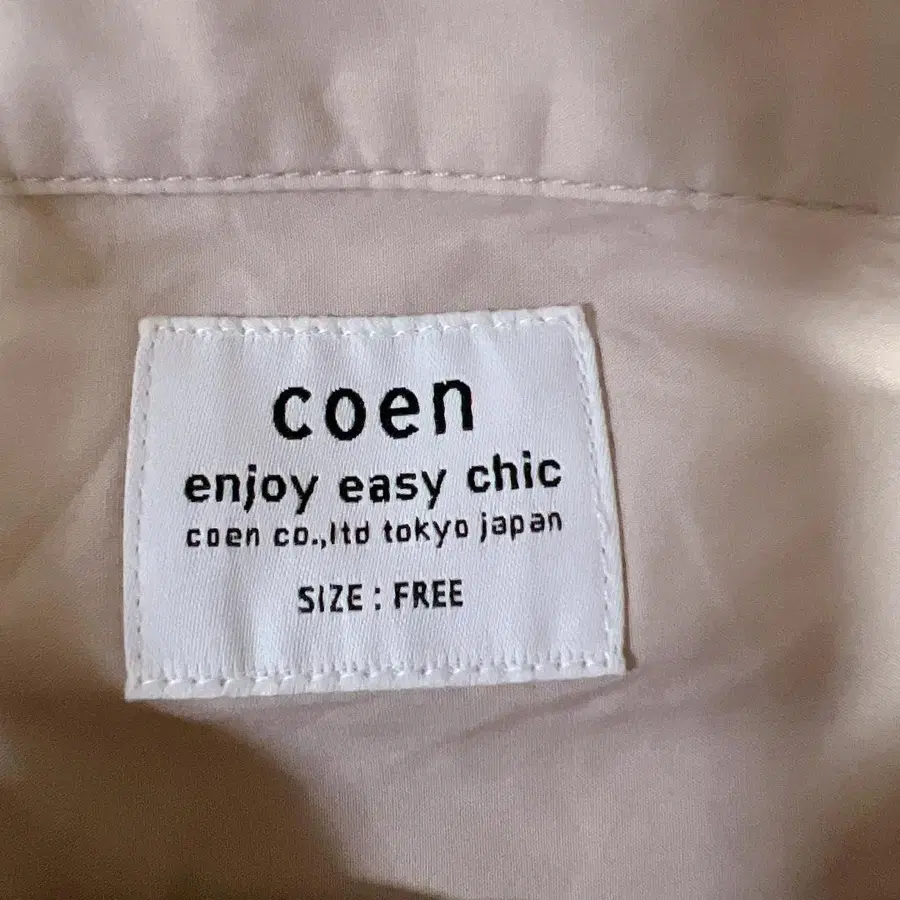 coen
enjoy easy chic
coen co.,ltd tokyo japan
SIZE : FREE